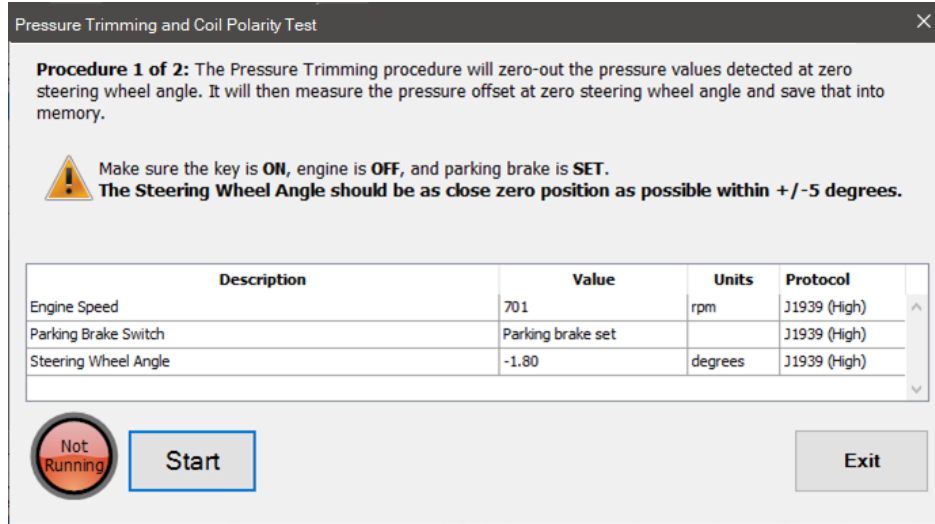 Pressure Trimming and Coil Polarity Test
Procedure 1 of 2: The Pressure Trimming procedure will zero-out the pressure values detected at zero
steering wheel angle. It will then measure the pressure offset at zero steering wheel angle and save that into
memory.
Make sure the key is ON, engine is OFF, and parking brake is SET.
The Steering Wheel Angle should be as close zero position as possible within +/-5 degrees.
Description Value Units Protocol
Engine Speed 701 rpm J1939 (High)
Parking Brake Switch Parking brake set J1939 (High)
Steering Wheel Angle -1.80 degrees J1939 (High)
Not
Running
Start
Exit